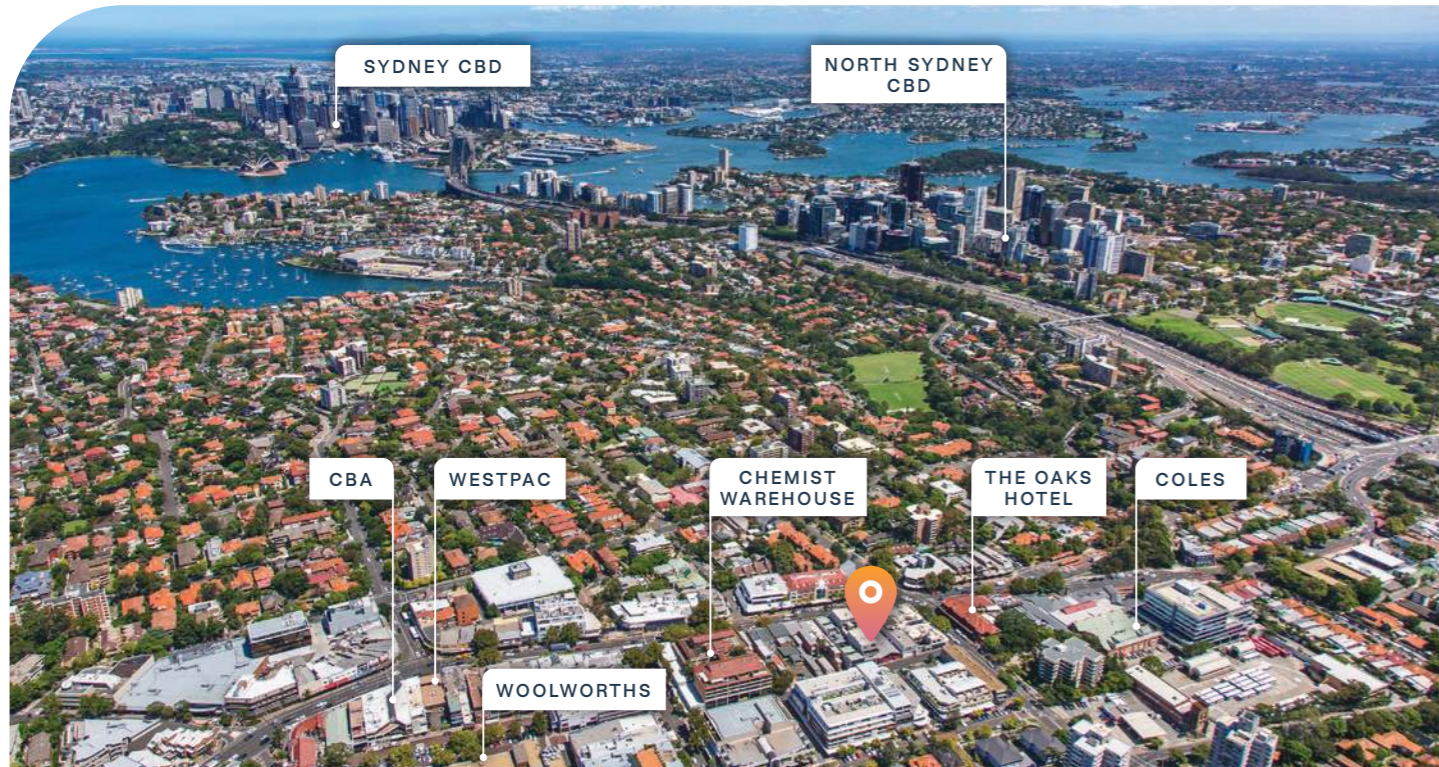 SYDNEY CBD
NORTH SYDNEY
CBD
CBA
WESTPAC
CHEMIST
WAREHOUSE
THE OAKS
HOTEL
COLES
WOOLWORTHS